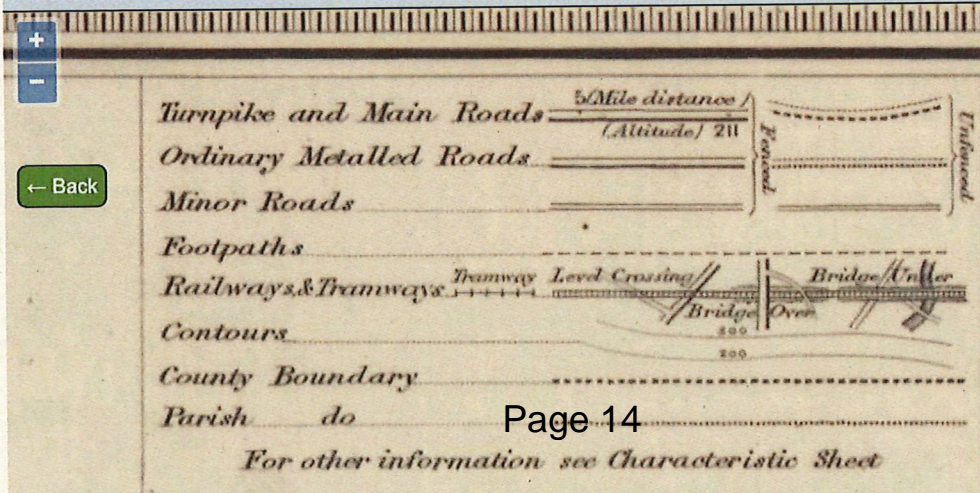 +
−
← Back
Turnpike and Main Roads 5(Mile distance)
(Altitude) 211
Fenced
Unfenced
Ordinary Metalled Roads
Minor Roads
Footpaths
Railways & Tramways Tramway Level Crossing Bridge Under
Bridge Over
Contours 300
200
County Boundary
Parish do Page 14
For other information see Characteristic Sheet